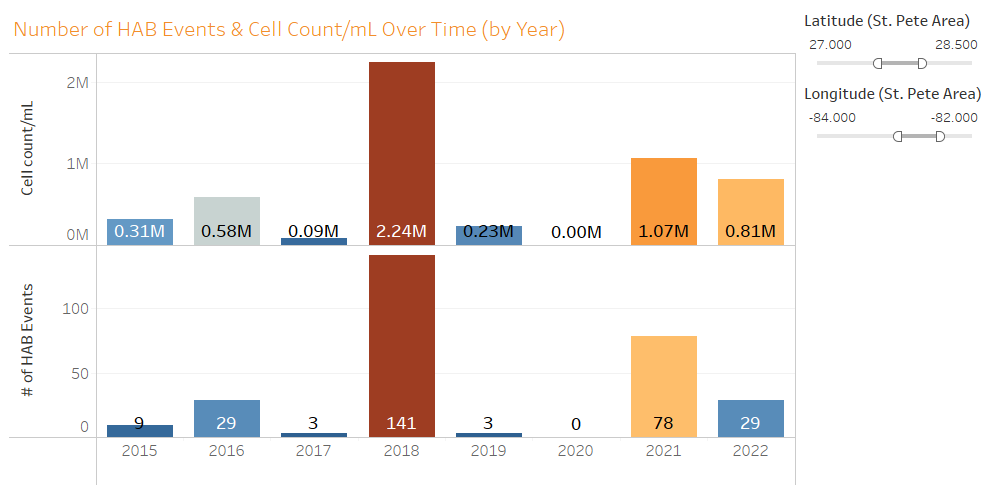 Number of HAB Events & Cell Count/mL Over Time (by Year)
Latitude (St. Pete Area)
27.000 28.500
Longitude (St. Pete Area)
-84.000 -82.000
Cell count/mL
2M
1M
0M
0.31M 0.58M 0.09M 2.24M 0.23M 0.00M 1.07M 0.81M
# of HAB Events
100
50
0
9 29 3 141 3 0 78 29
2015 2016 2017 2018 2019 2020 2021 2022